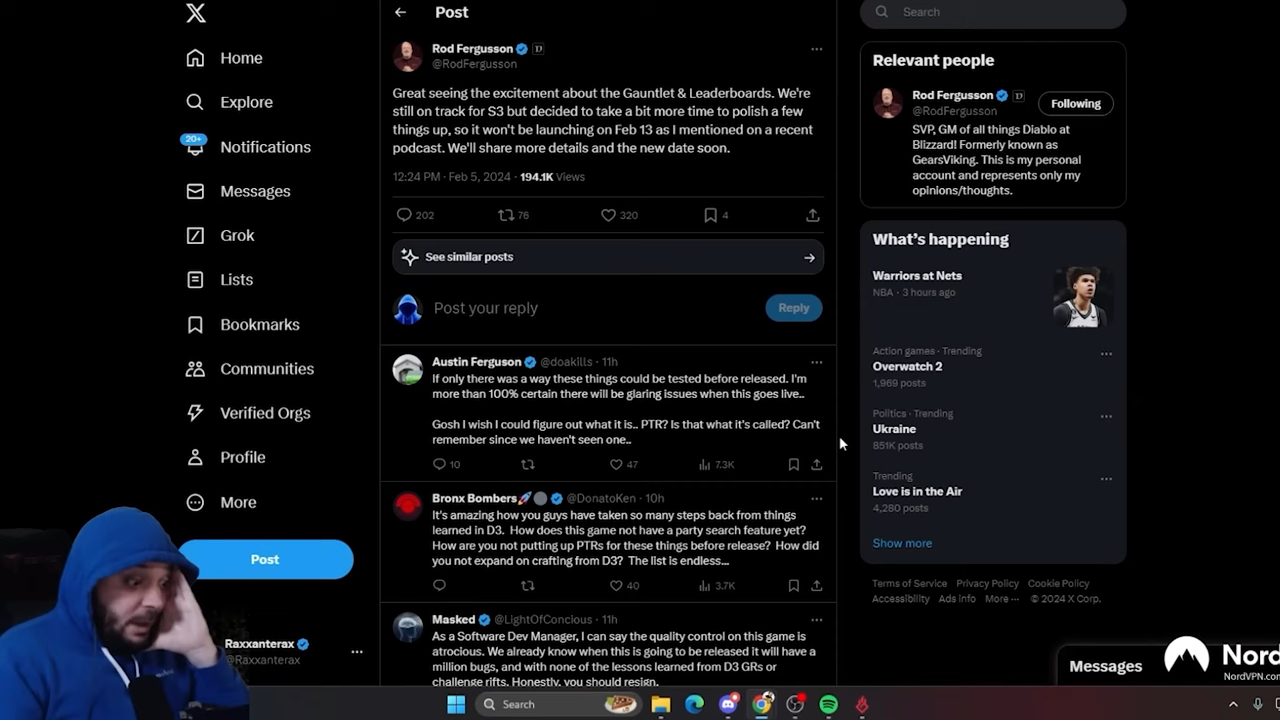 Home
Explore
20+
Notifications
Messages
Grok
Lists
Bookmarks
Communities
Verified Orgs
Profile
More
Post
Raxxanterax
@Raxxanterax
Post
Rod Fergusson
@RodFergusson
Great seeing the excitement about the Gauntlet & Leaderboards. We're
still on track for S3 but decided to take a bit more time to polish a few
things up, so it won't be launching on Feb 13 as I mentioned on a recent
podcast. We'll share more details and the new date soon.
12:24 PM · Feb 5, 2024 · 194.1K Views
202 76 320 4
See similar posts
Post your reply
Reply
Austin Ferguson @doakills · 11h
If only there was a way these things could be tested before released. I'm
more than 100% certain there will be glaring issues when this goes live..
Gosh I wish I could figure out what it is.. PTR? Is that what it's called? Can't
remember since we haven't seen one..
10 47 7.3K
Bronx Bombers🚀 @DonatoKen · 10h
It's amazing how you guys have taken so many steps back from things
learned in D3. How does this game not have a party search feature yet?
How are you not putting up PTRs for these things before release? How did
you not expand on crafting from D3? The list is endless...
40 3.7K
Masked @LightOfConcious · 11h
As a Software Dev Manager, I can say the quality control on this game is
atrocious. We already know when this is going to be released it will have a
million bugs, and with none of the lessons learned from D3 GRs or
challenge rifts. Honestly, you should resign.
Search
Relevant people
Rod Fergusson
@RodFergusson
Following
SVP, GM of all things Diablo at
Blizzard! Formerly known as
GearsViking. This is my personal
account and represents only my
opinions/thoughts.
What's happening
Warriors at Nets
NBA · 3 hours ago
Action games · Trending
Overwatch 2
1,969 posts
Politics · Trending
Ukraine
851K posts
Trending
Love is in the Air
4,280 posts
Show more
Terms of Service Privacy Policy Cookie Policy
Accessibility Ads info More ··· © 2024 X Corp.
Messages
Nord
NordVPN.com
Search